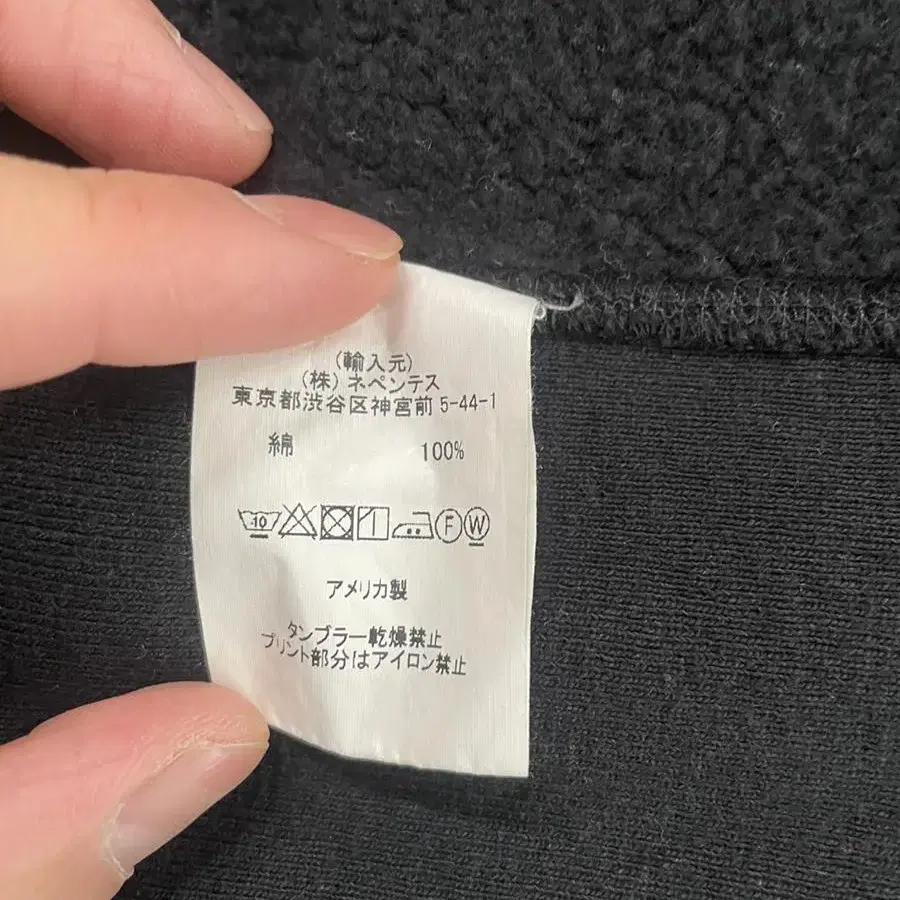 (輸入元)
(株)ネペンテス
東京都渋谷区神宮前5-44-1
綿 100%
40 F W
アメリカ製
タンブラー乾燥禁止
プリント部分はアイロン禁止